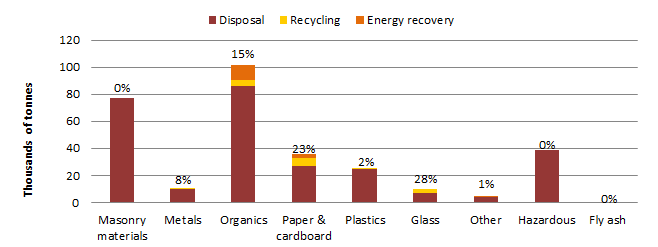 Disposal Recycling Energy recovery
Thousands of tonnes
120
100
80
60
40
20
0
0%
8%
15%
23%
2%
28%
1%
0%
0%
Masonry materials
Metals
Organics
Paper & cardboard
Plastics
Glass
Other
Hazardous
Fly ash